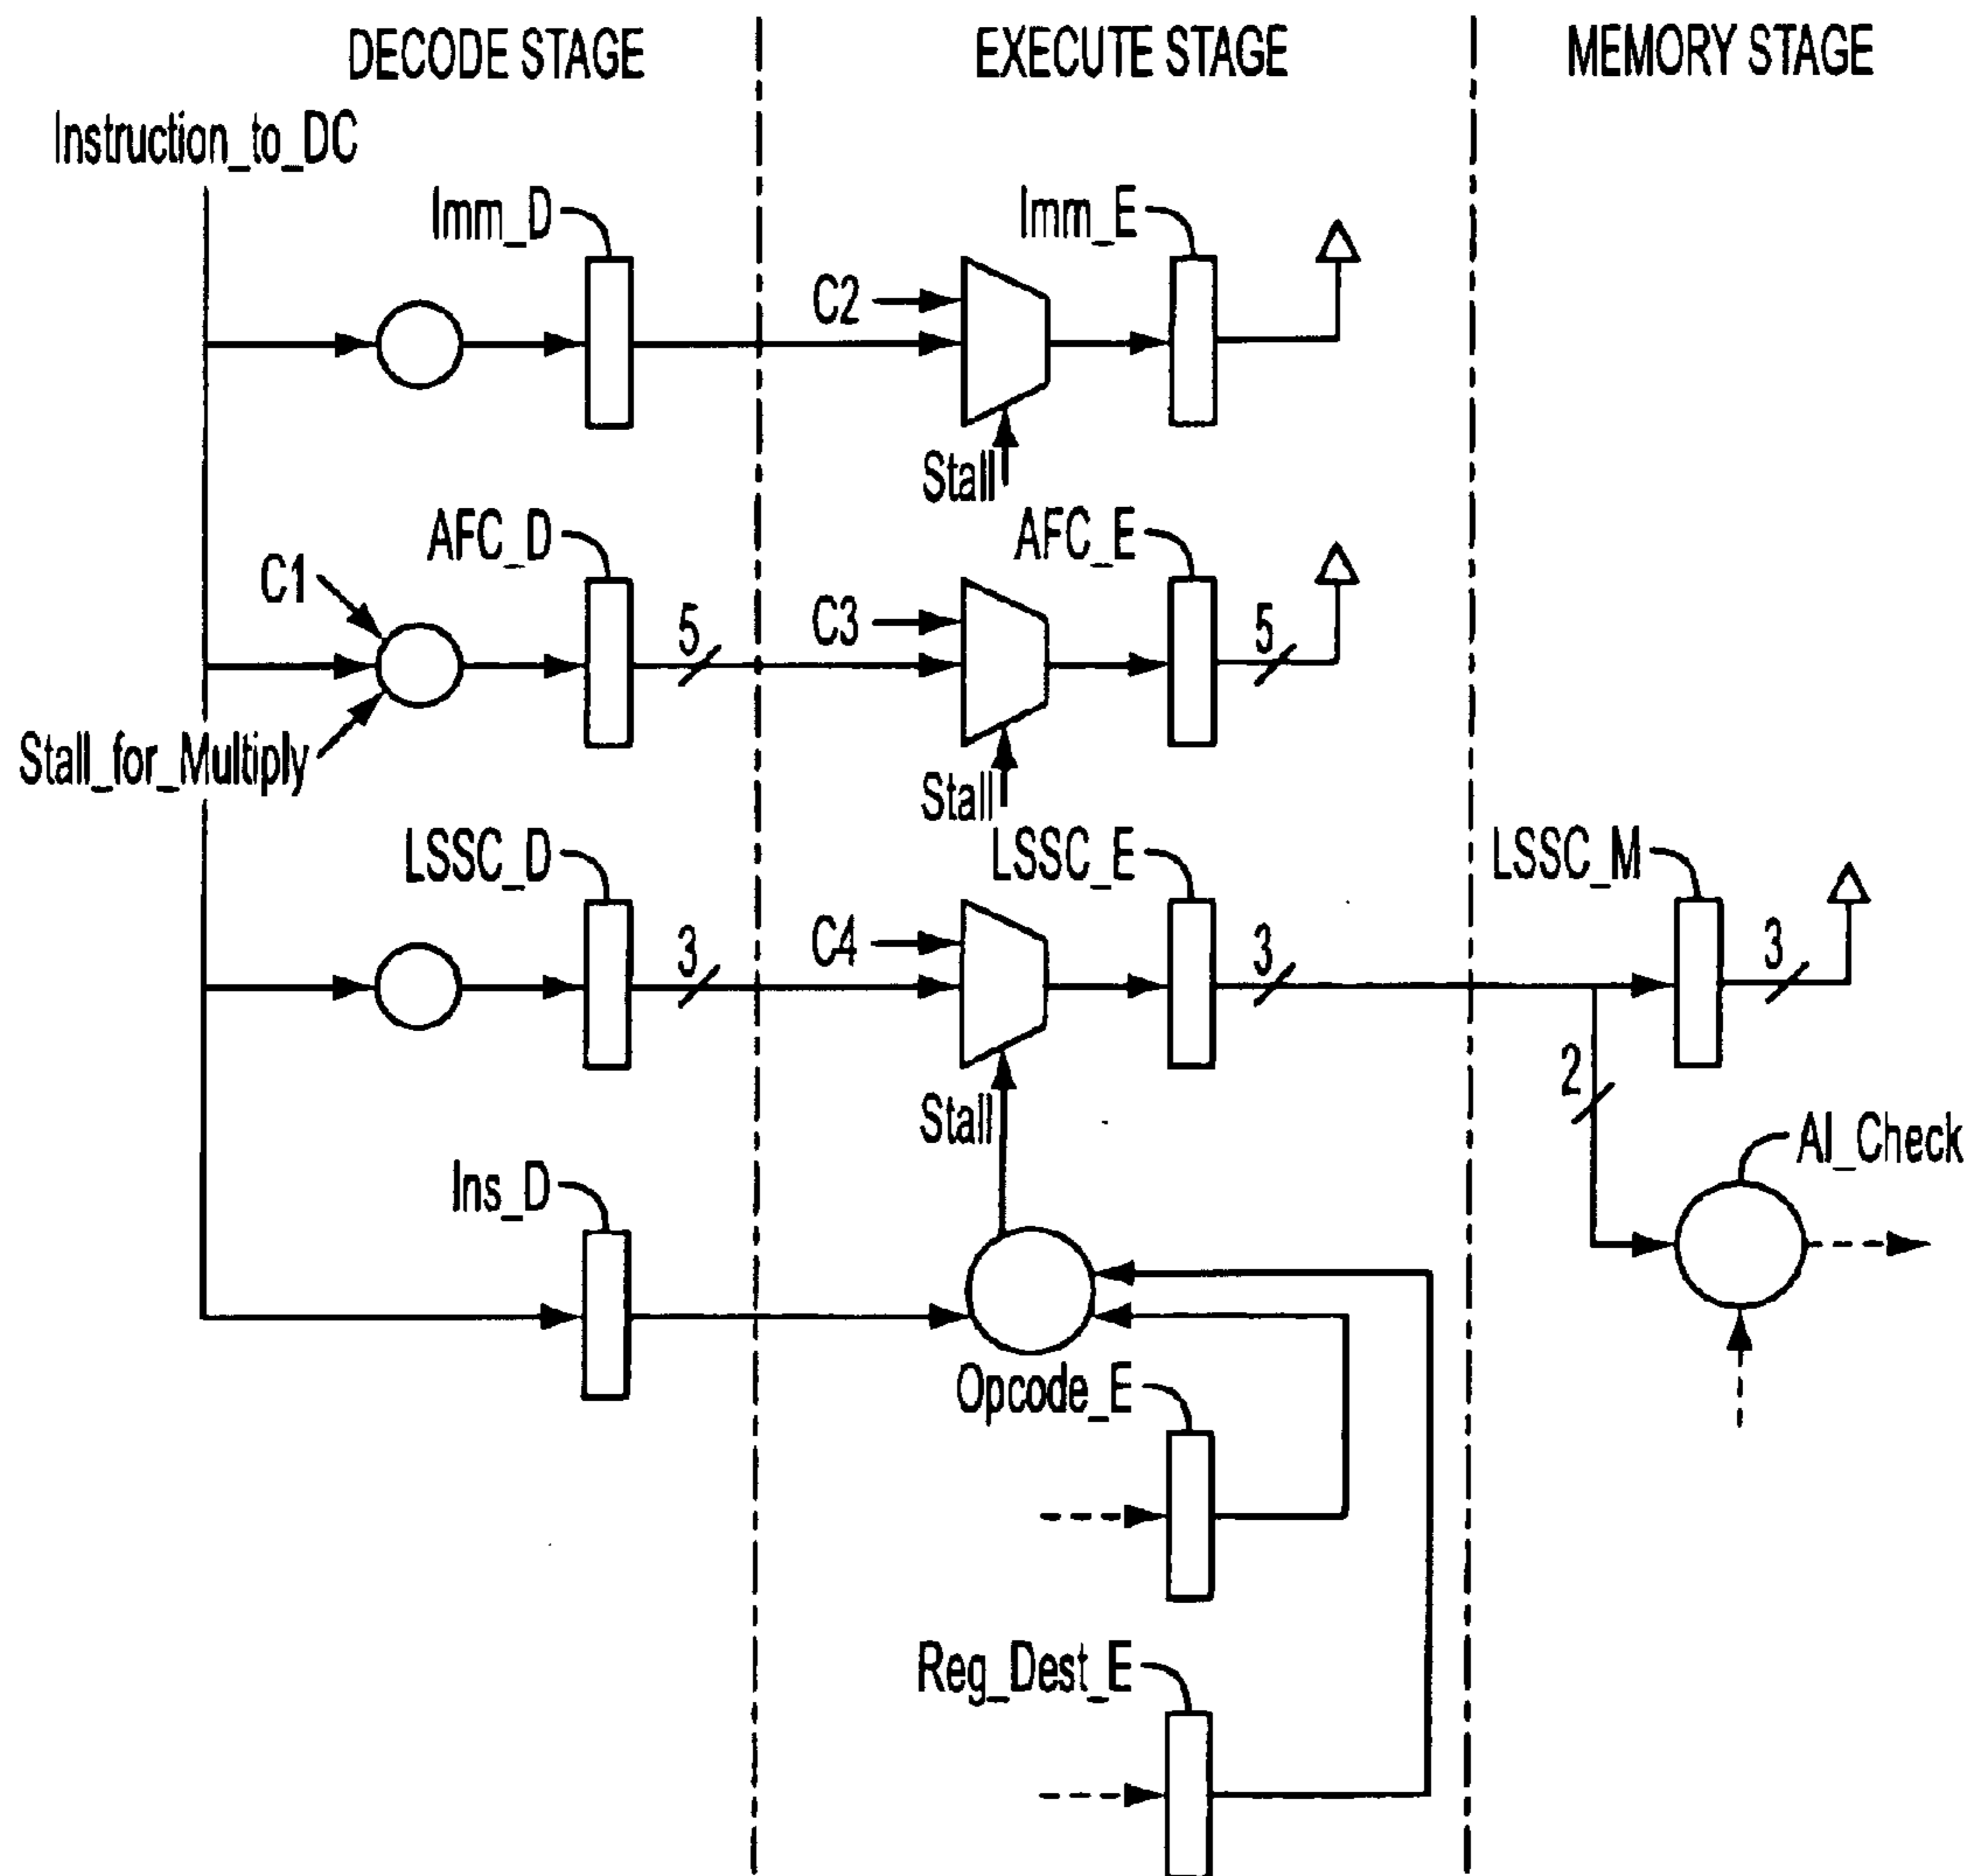 DECODE STAGE
EXECUTE STAGE
MEMORY STAGE
Instruction_to_DC
Imm_D
Imm_E
C2
Stall
AFC_D
AFC_E
C1
5
C3
5
Stall_for_Multiply
Stall
LSSC_D
LSSC_E
LSSC_M
3
C4
3
3
2
Stall
AI_Check
Ins_D
Opcode_E
Reg_Dest_E